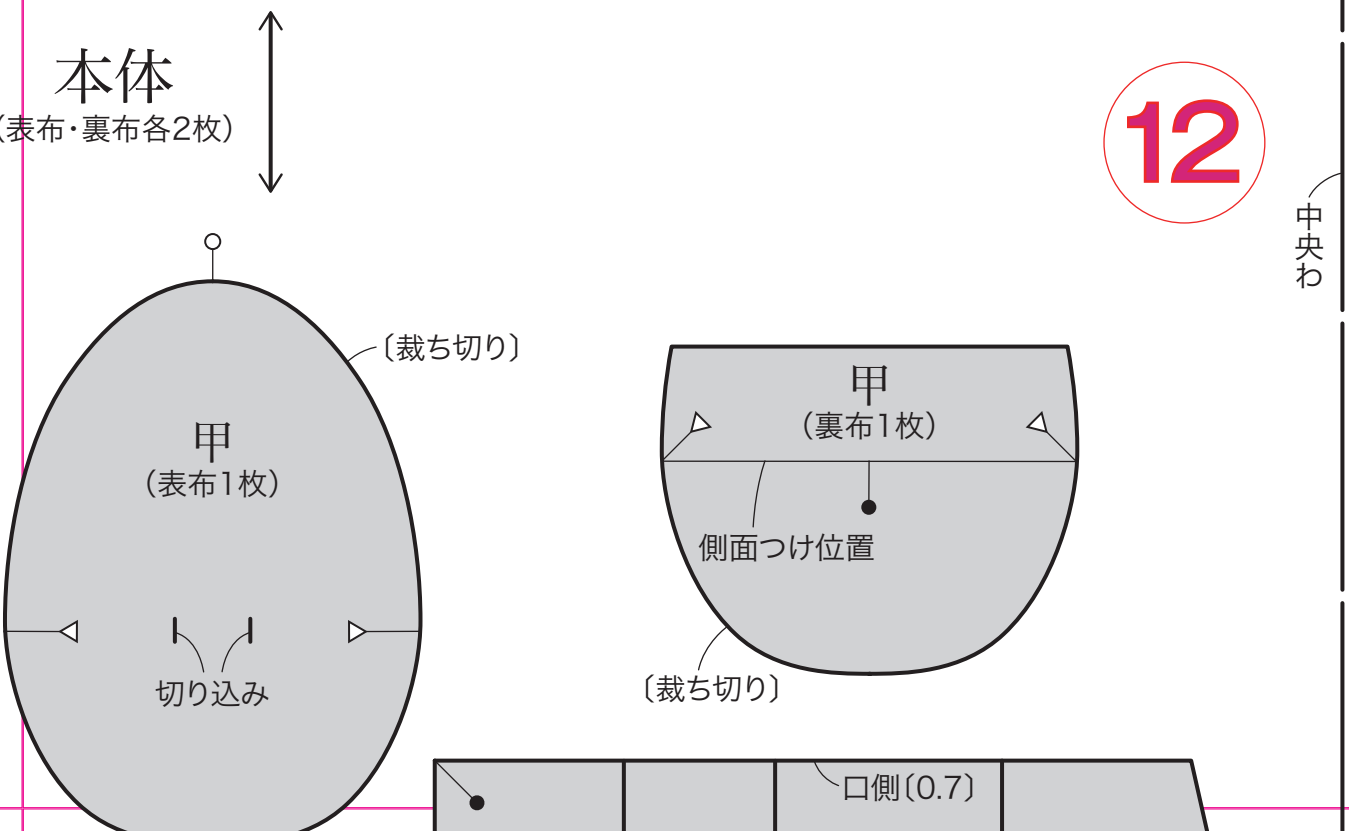 本体
（表布・裏布各2枚）
12
中央わ
〔裁ち切り〕
甲
（表布1枚）
切り込み
甲
（裏布1枚）
側面つけ位置
〔裁ち切り〕
口側〔0.7〕